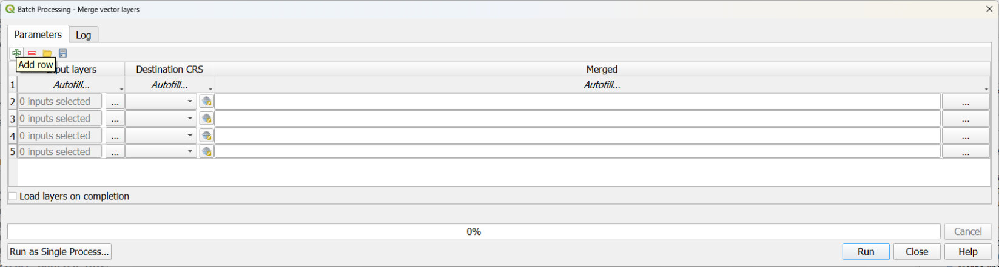 Batch Processing - Merge vector layers
Parameters
Log
Add row
put layers
Destination CRS
Merged
1
Autofill...
Autofill...
Autofill...
2
0 inputs selected
...
...
3
0 inputs selected
...
...
4
0 inputs selected
...
...
5
0 inputs selected
...
...
Load layers on completion
0%
Cancel
Run as Single Process...
Run
Close
Help